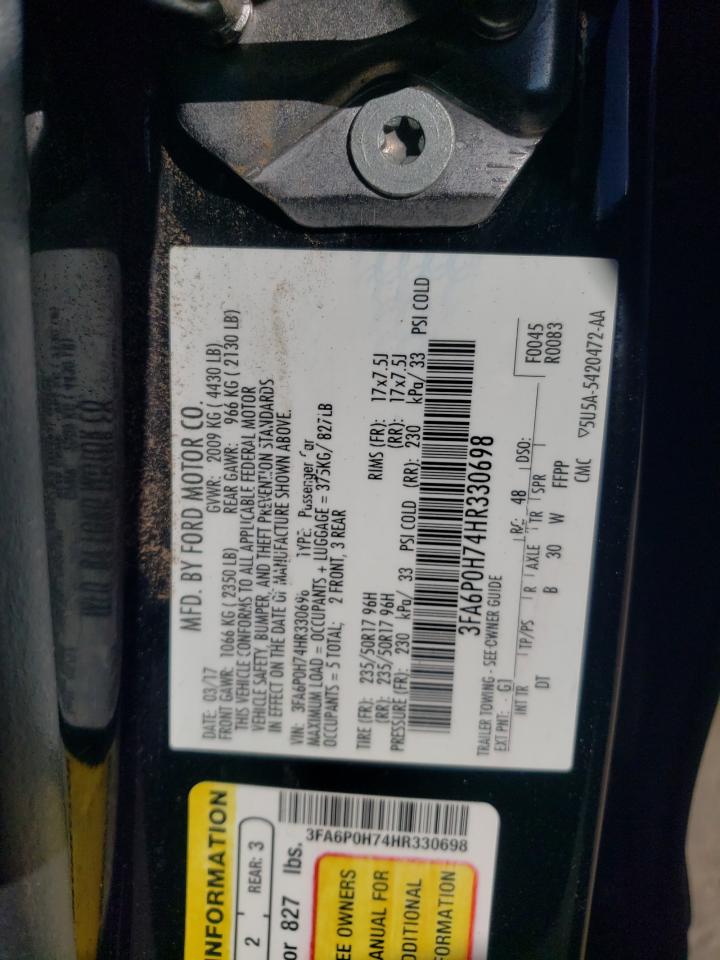 MFD. BY FORD MOTOR CO.
DATE: 03/17 GVWR: 2009 KG ( 4430 LB)
FRONT GAWR: 1066 KG ( 2350 LB) REAR GAWR: 966 KG ( 2130 LB)
THIS VEHICLE CONFORMS TO ALL APPLICABLE FEDERAL MOTOR
VEHICLE SAFETY, BUMPER, AND THEFT PREVENTION STANDARDS
IN EFFECT ON THE DATE OF MANUFACTURE SHOWN ABOVE.
VIN: 3FA6P0H74HR330698 TYPE: Passenger Car
MAXIMUM LOAD = OCCUPANTS + LUGGAGE = 375KG/ 827LB
OCCUPANTS = 5 TOTAL; 2 FRONT, 3 REAR
TIRE (FR): 235/50R17 96H RIMS (FR): 17x7.5J
(RR): 235/50R17 96H (RR): 17x7.5J
PRESSURE (FR): 230 kPa/ 33 PSI COLD (RR): 230 kPa/ 33 PSI COLD
3FA6P0H74HR330698
TRAILER TOWING - SEE OWNER GUIDE
EXT PNT: G1 RC: 48 DSO: F0045
R0083
INT TR TP/PS R AXLE TR SPR
DT B 30 W FFPP
CMC ▽5U5A-5420472-AA
INFORMATION
2 REAR: 3
or 827 lbs.
3FA6P0H74HR330698
EE OWNERS
ANUAL FOR
DDITIONAL
FORMATION